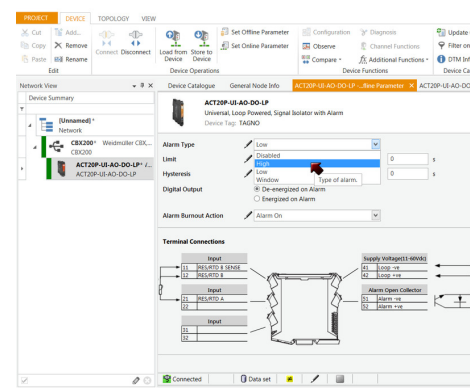 PROJECT DEVICE TOPOLOGY VIEW
Cut Add...
Copy Remove
Paste Rename
Edit
Connect Disconnect
Load from Device Store to Device
Device Operations
Set Offline Parameter
Set Online Parameter
Configuration Diagnosis
Observe Channel Functions
Compare Additional Functions
Device Functions
Update
Filter on
DTM Inf
Device Ca
Network View
Device Summary
[Unnamed]*
Network
CBX200* Weidmüller CBX,...
CBX200
ACT20P-UI-AO-DO-LP* /...
ACT20P-UI-AO-DO-LP
Device Catalogue General Node Info ACT20P-UI-AO-DO-LP -...ffline Parameter ACT20P-UI-AO-DO
ACT20P-UI-AO-DO-LP
Universal, Loop Powered, Signal Isolator with Alarm
Device Tag: TAGNO
Alarm Type Low
Disabled
High
Low
Window
Type of alarm.
Limit 0 s
Hysteresis 0 s
Digital Output De-energized on Alarm
Energized on Alarm
Alarm Burnout Action Alarm On
Terminal Connections
Input
11 RES/RTD B SENSE
12 RES/RTD B
Input
21 RES/RTD A
22
Input
31
32
Supply Voltage(11-60Vdc)
41 Loop -ve
42 Loop +ve
Alarm Open Collector
51 Alarm -ve
52 Alarm +ve
Connected Data set